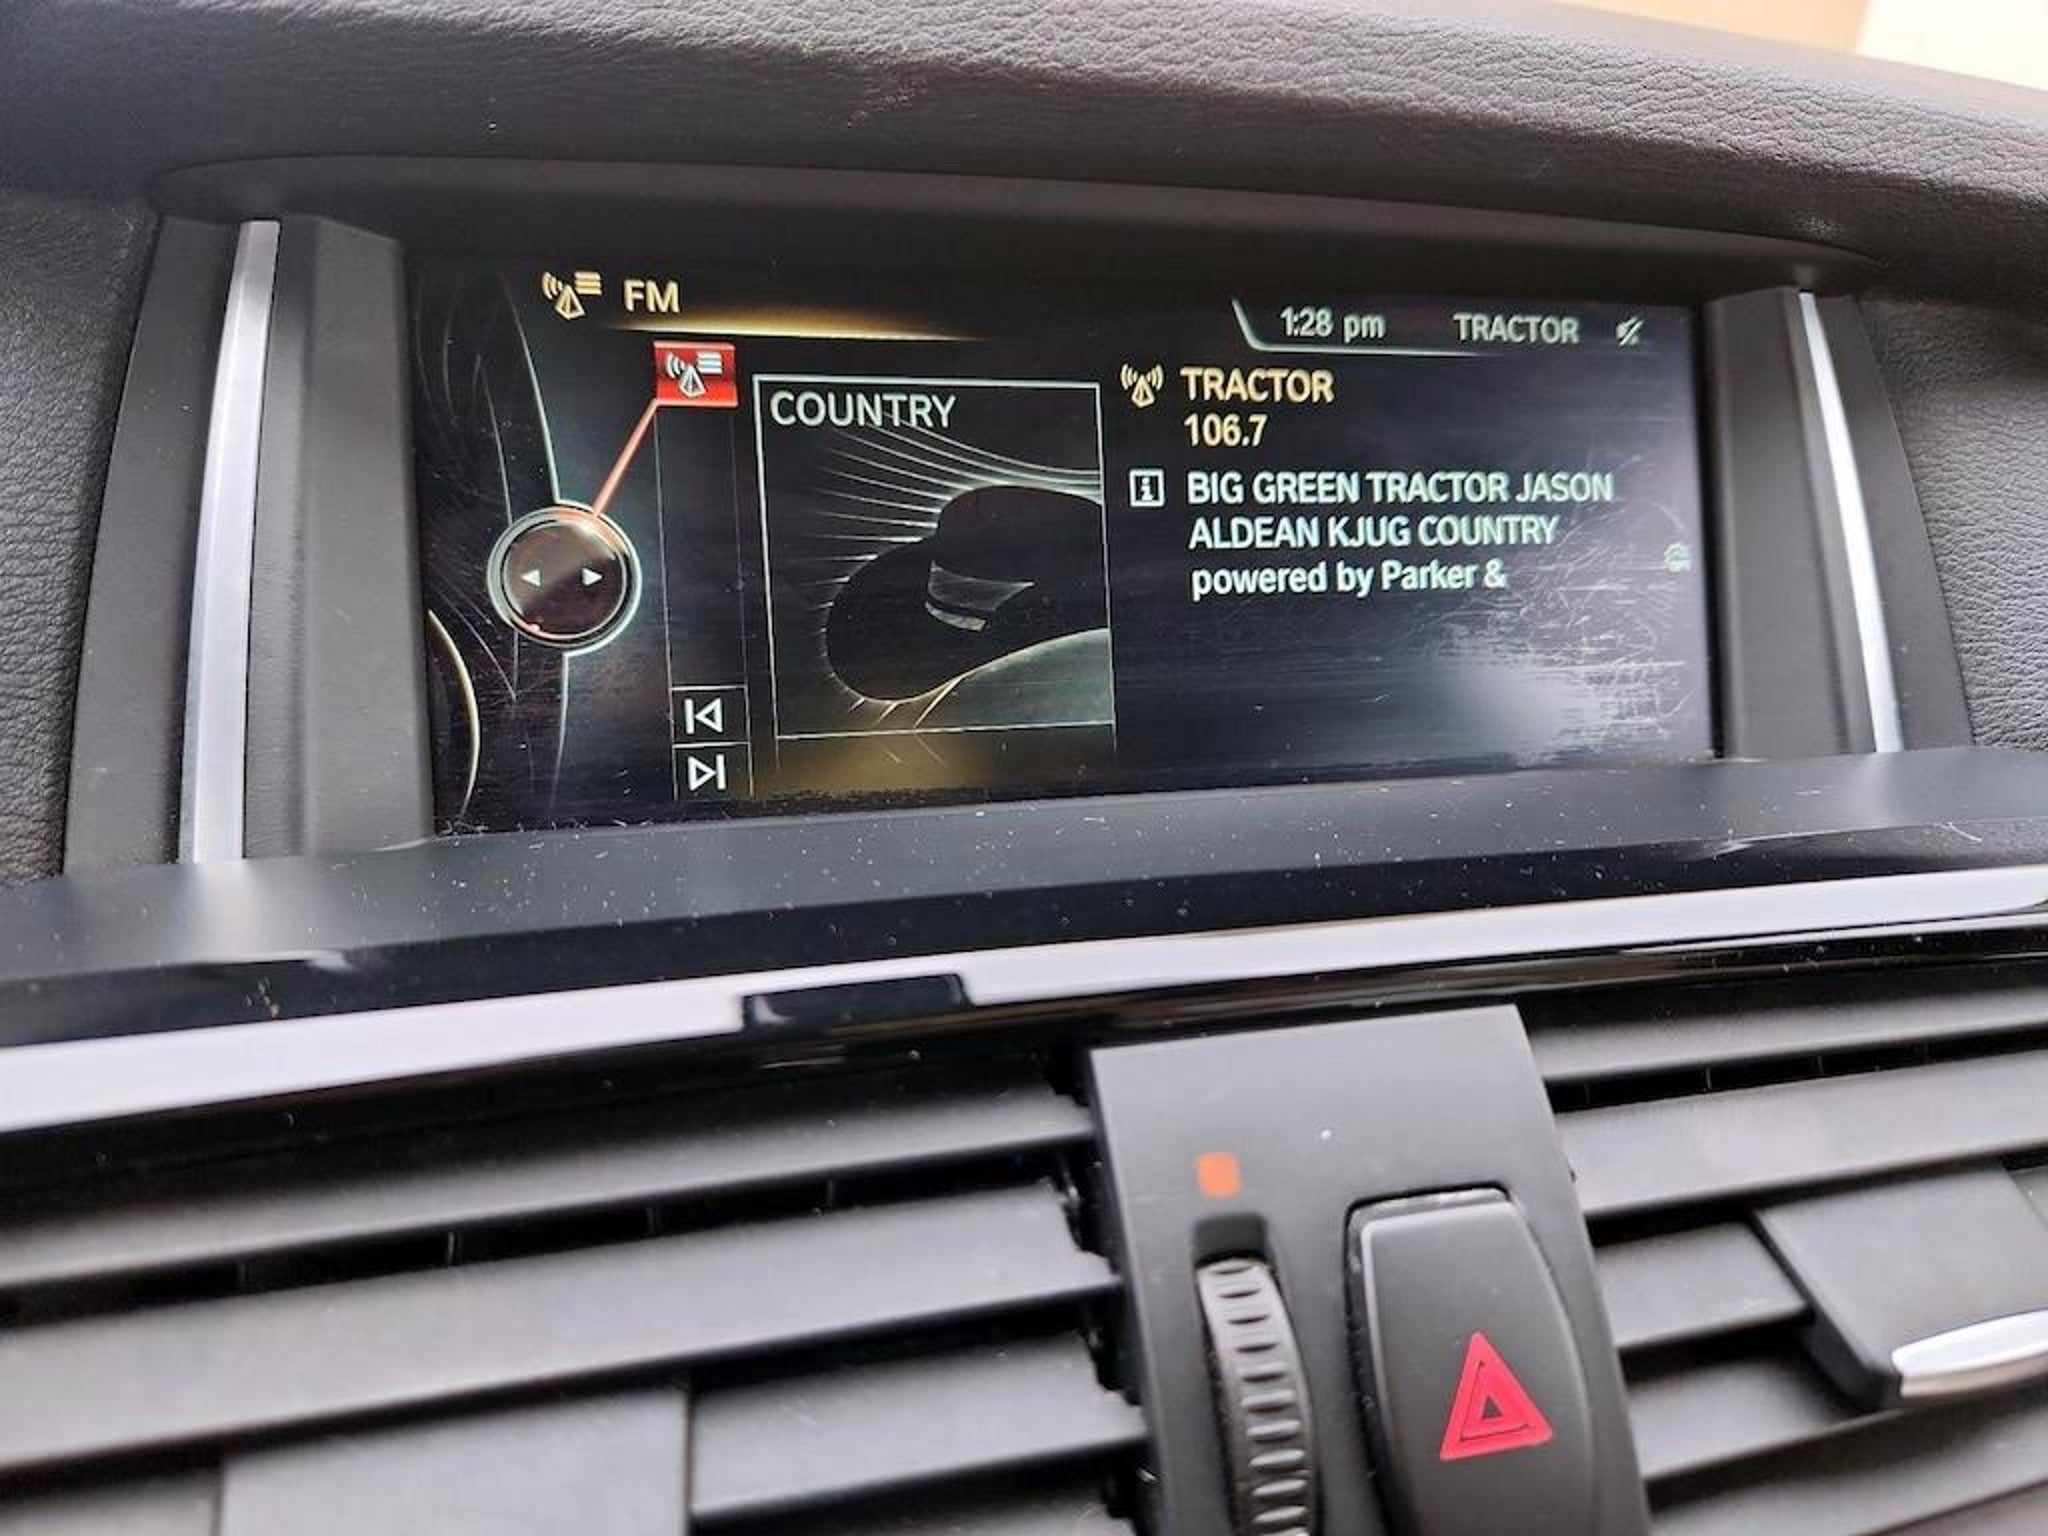 FM
1:28 pm TRACTOR
COUNTRY
TRACTOR
106.7
BIG GREEN TRACTOR JASON
ALDEAN KJUG COUNTRY
powered by Parker &